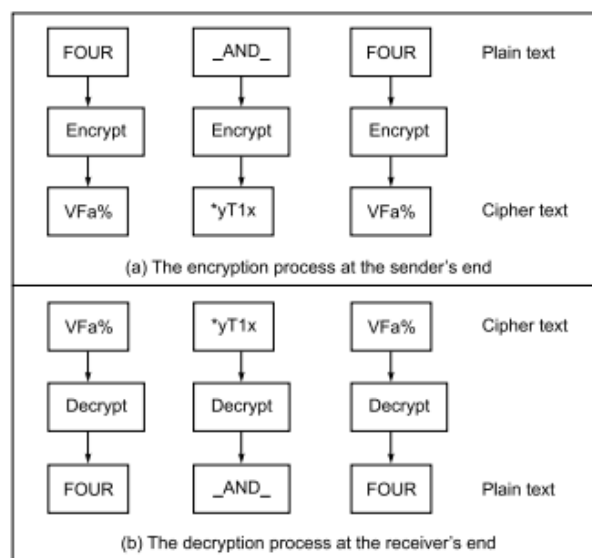 FOUR _AND_ FOUR Plain text
Encrypt Encrypt Encrypt
VFa% *yT1x VFa% Cipher text
(a) The encryption process at the sender's end
VFa% *yT1x VFa% Cipher text
Decrypt Decrypt Decrypt
FOUR _AND_ FOUR Plain text
(b) The decryption process at the receiver's end